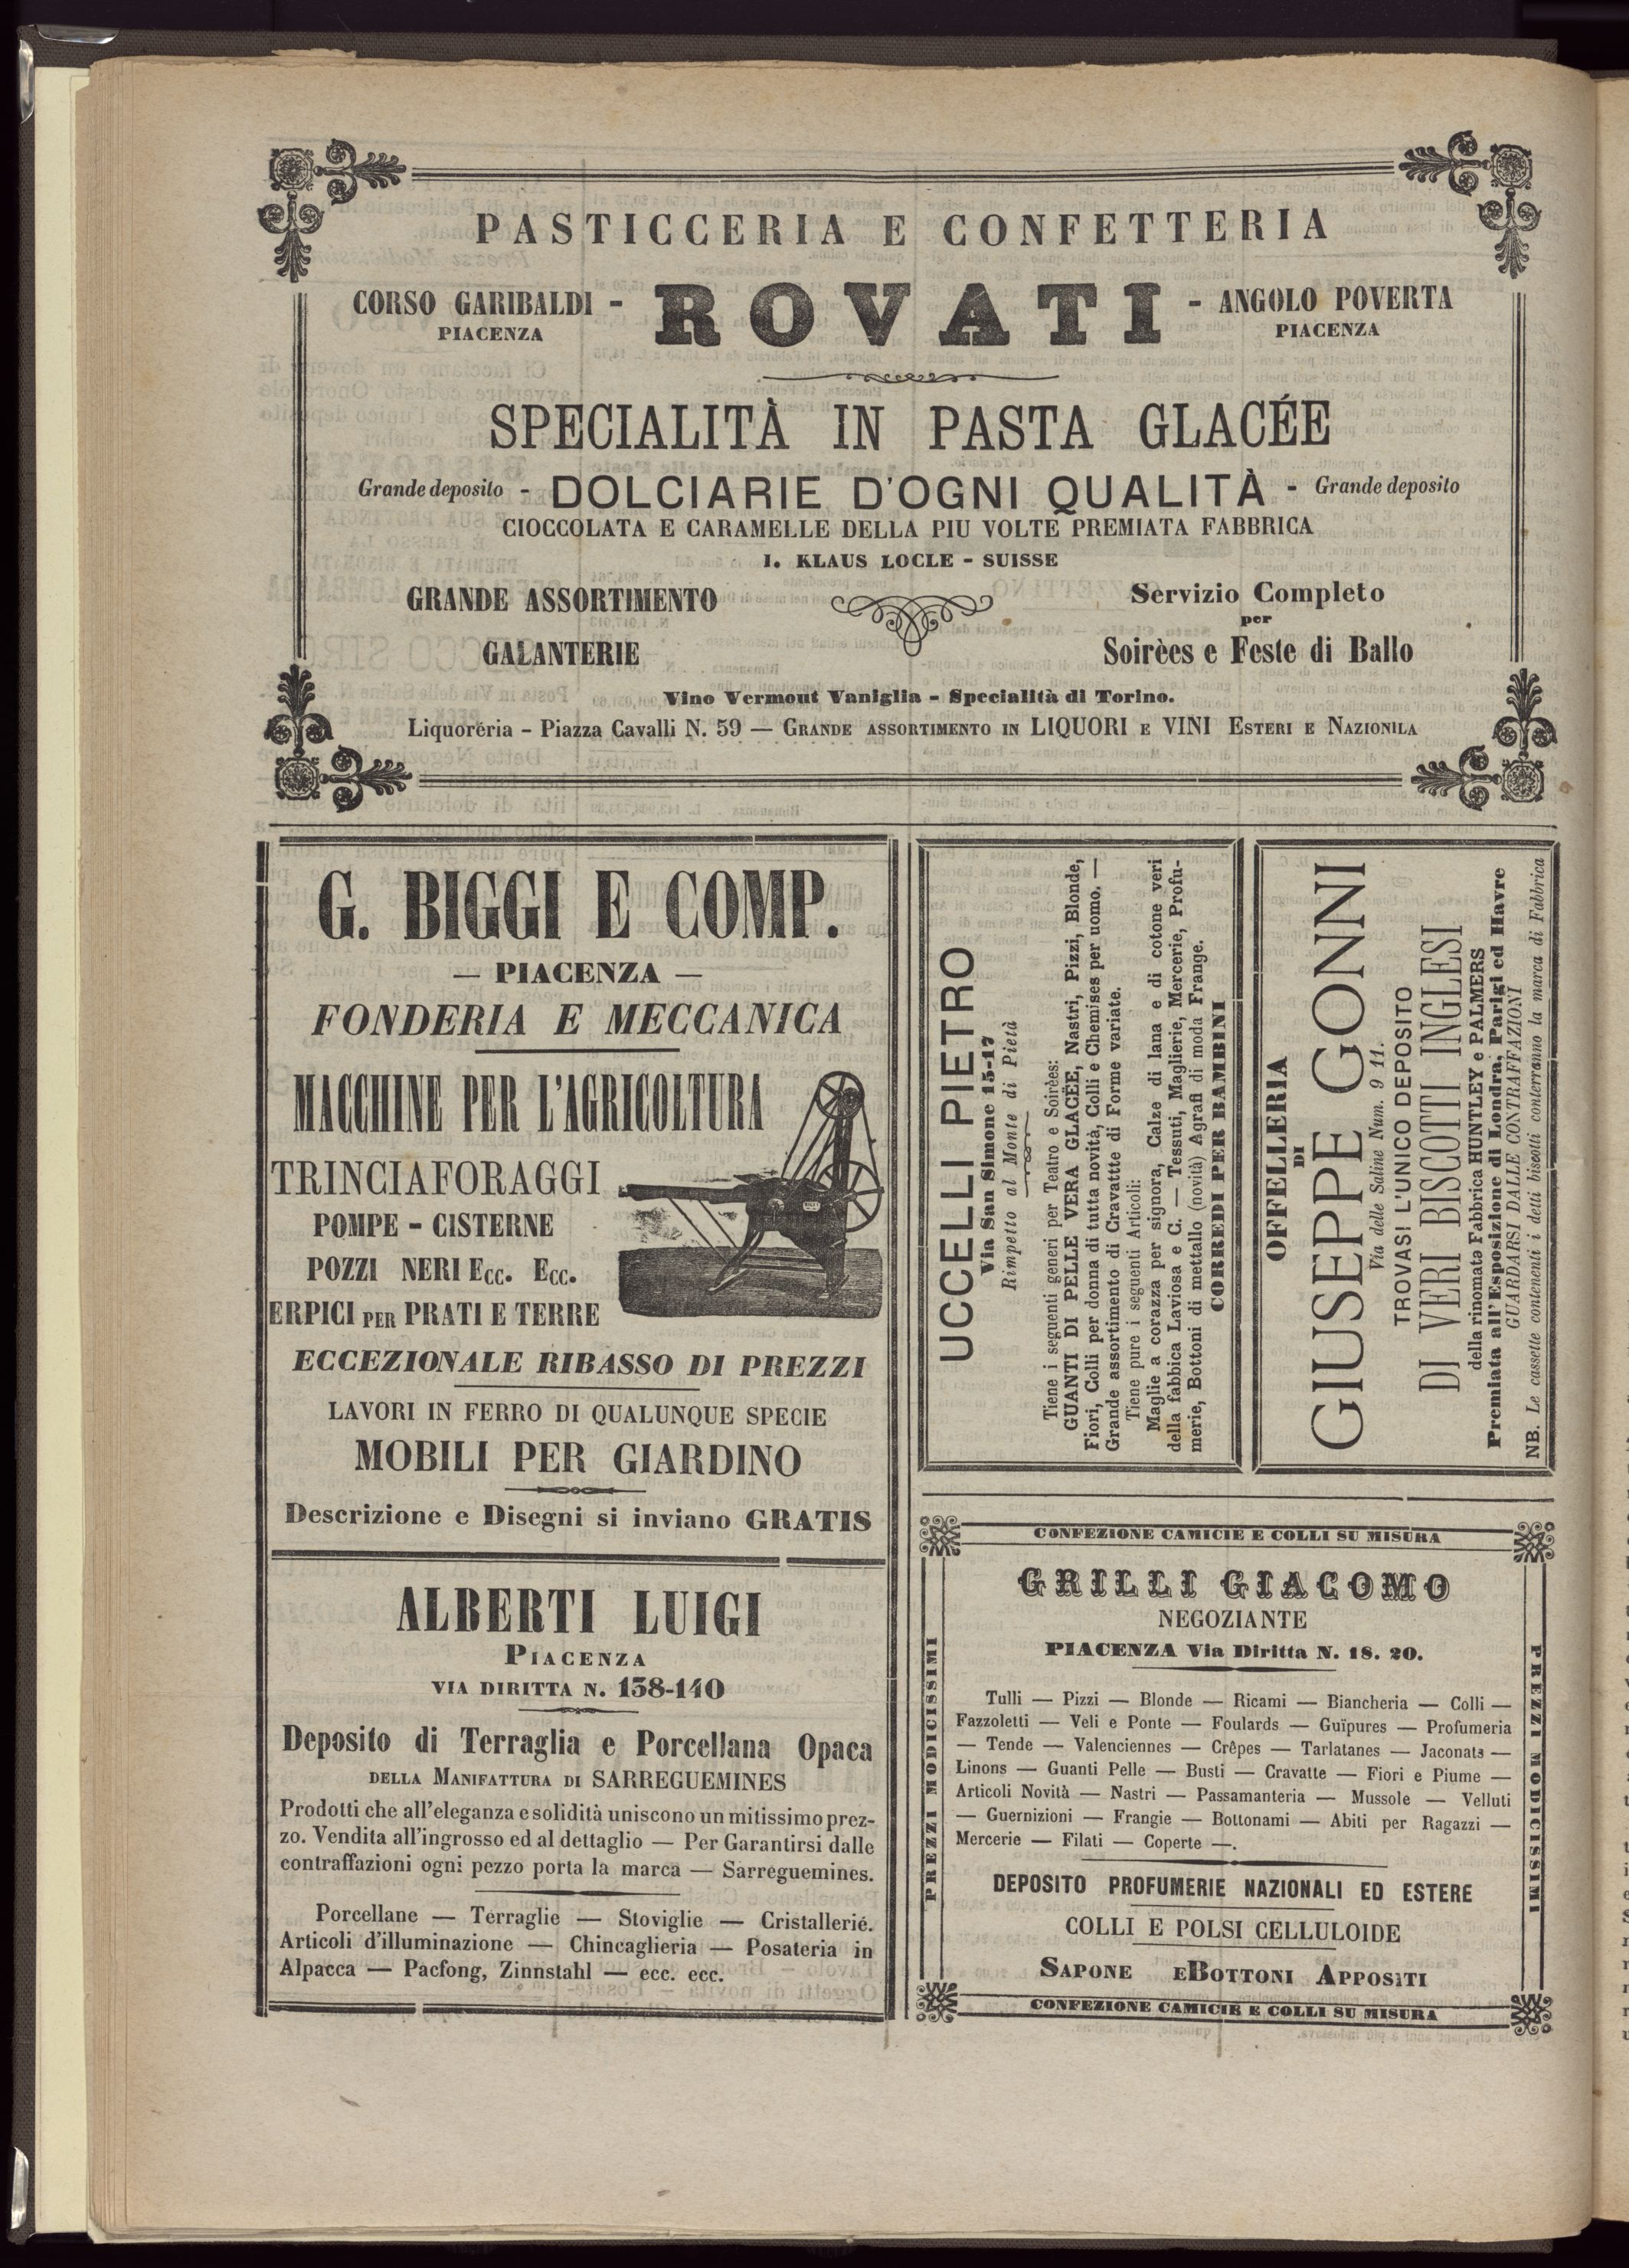 PASTICCERIA E CONFETTERIA
CORSO GARIBALDI - ROVATI - ANGOLO POVERTA
PIACENZA PIACENZA
SPECIALITÀ IN PASTA GLACÉE
Grande deposito - DOLCIARIE D'OGNI QUALITÀ - Grande deposito
CIOCCOLATA E CARAMELLE DELLA PIU VOLTE PREMIATA FABBRICA
I. KLAUS LOCLE - SUISSE
GRANDE ASSORTIMENTO
GALANTERIE
Servizio Completo
per
Soirèes e Feste di Ballo
Vino Vermout Vaniglia - Specialità di Torino.
Liquoreria - Piazza Cavalli N. 59 — GRANDE ASSORTIMENTO IN LIQUORI E VINI ESTERI E NAZIONILA
G. BIGGI E COMP.
— PIACENZA —
FONDERIA E MECCANICA
MACCHINE PER L'AGRICOLTURA
TRINCIAFORAGGI
POMPE - CISTERNE
POZZI NERI ECC. ECC.
ERPICI PER PRATI E TERRE
ECCEZIONALE RIBASSO DI PREZZI
LAVORI IN FERRO DI QUALUNQUE SPECIE
MOBILI PER GIARDINO
Descrizione e Disegni si inviano GRATIS
ALBERTI LUIGI
PIACENZA
VIA DIRITTA N. 138-140
Deposito di Terraglia e Porcellana Opaca
DELLA MANIFATTURA DI SARREGUEMINES
Prodotti che all'eleganza e solidità uniscono un mitissimo prez-
zo. Vendita all'ingrosso ed al dettaglio — Per Garantirsi dalle
contraffazioni ogni pezzo porta la marca — Sarreguemines.
Porcellane — Terraglie — Stoviglie — Cristallerié.
Articoli d'illuminazione — Chincaglieria — Posateria in
Alpacca — Pacfong, Zinnstahl — ecc. ecc.
UCCELLI PIETRO
Via San Simone 15-17
Rimpetto al Monte di Pietà
Tiene i seguenti generi per Teatro e Soirèes:
GUANTI DI PELLE VERA GLACÉE, Nastri, Pizzi, Blonde,
Fiori, Colli per donna di tutta novità, Colli e Chemises per uomo. —
Grande assortimento di Cravatte di Forme variate.
Tiene pure i seguenti Articoli:
Maglie a corazza per signora, Calze di lana e di cotone veri
della fabbica Laviosa e C. — Tessuti, Maglierie, Mercerie, Profu-
merie, Bottoni di metallo (novità) Agrafi di moda Frange.
CORREDI PER BAMBINI
OFFELLERIA
DI
GIUSEPPE GONNI
Via delle Saline Num. 9 11.
TROVASI L'UNICO DEPOSITO
DI VERI BISCOTTI INGLESI
della rinomata Fabbrica HUNTLEY e PALMERS
Premiata all'Esposizione di Londra, Parigi ed Havre
GUARDARSI DALLE CONTRAFFAZIONI
NB. Le cassette contenenti i detti biscotti conterranno la marca di Fabbrica
CONFEZIONE CAMICIE E COLLI SU MISURA
PREZZI MODICISSIMI
GRILLI GIACOMO
NEGOZIANTE
PIACENZA Via Diritta N. 18. 20.
Tulli — Pizzi — Blonde — Ricami — Biancheria — Colli —
Fazzoletti — Veli e Ponte — Foulards — Guïpures — Profumeria
— Tende — Valenciennes — Crêpes — Tarlatanes — Jaconats —
Linons — Guanti Pelle — Busti — Cravatte — Fiori e Piume —
Articoli Novità — Nastri — Passamanteria — Mussole — Velluti
— Guernizioni — Frangie — Bottonami — Abiti per Ragazzi —
Mercerie — Filati — Coperte —.
DEPOSITO PROFUMERIE NAZIONALI ED ESTERE
COLLI E POLSI CELLULOIDE
SAPONE EBOTTONI APPOSITI
PREZZI MODICISSIMI
CONFEZIONE CAMICIE E COLLI SU MISURA